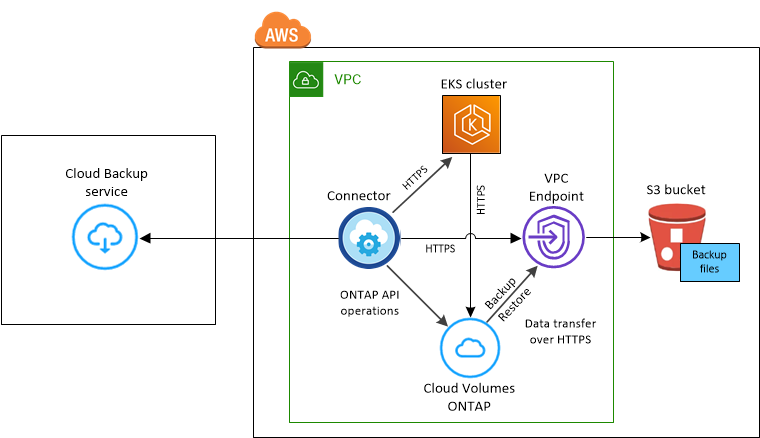 AWS
VPC
EKS cluster
K
Cloud Backup
service
Connector
HTTPS
HTTPS
VPC
Endpoint
S3 bucket
HTTPS
Backup
files
ONTAP API
operations
Backup
Restore
Data transfer
over HTTPS
Cloud Volumes
ONTAP